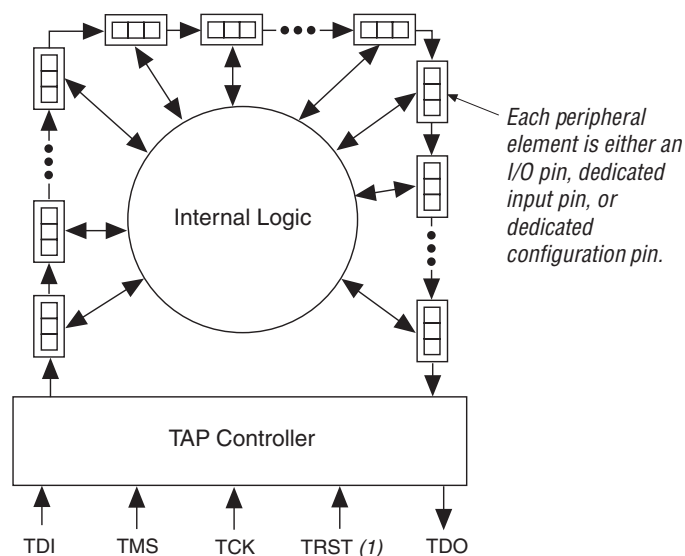 Each peripheral
element is either an
I/O pin, dedicated
input pin, or
dedicated
configuration pin.
Internal Logic
TAP Controller
TDI
TMS
TCK
TRST (1)
TDO